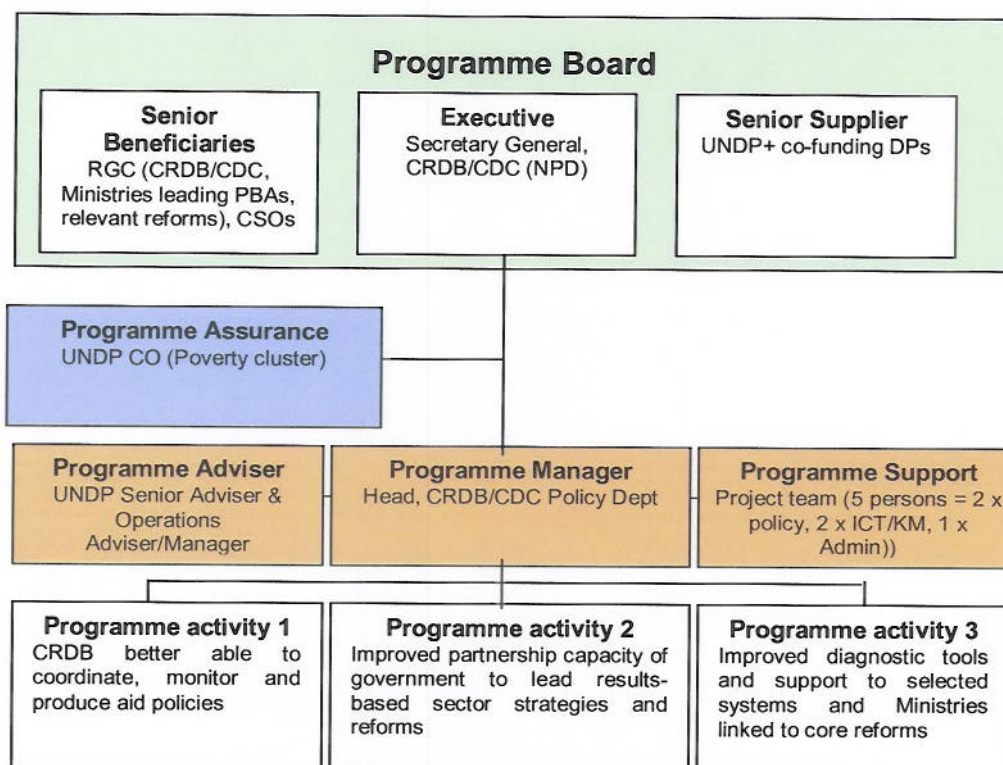 Programme Board
Senior
Beneficiaries
RGC (CRDB/CDC,
Ministries leading PBAs,
relevant reforms), CSOs
Executive
Secretary General,
CRDB/CDC (NPD)
Senior Supplier
UNDP+ co-funding DPs
Programme Assurance
UNDP CO (Poverty cluster)
Programme Adviser
UNDP Senior Adviser &
Operations
Adviser/Manager
Programme Manager
Head, CRDB/CDC Policy Dept
Programme Support
Project team (5 persons = 2 x
policy, 2 x ICT/KM, 1 x
Admin))
Programme activity 1
CRDB better able to
coordinate, monitor and
produce aid policies
Programme activity 2
Improved partnership capacity of
government to lead results-
based sector strategies and
reforms
Programme activity 3
Improved diagnostic tools
and support to selected
systems and Ministries
linked to core reforms